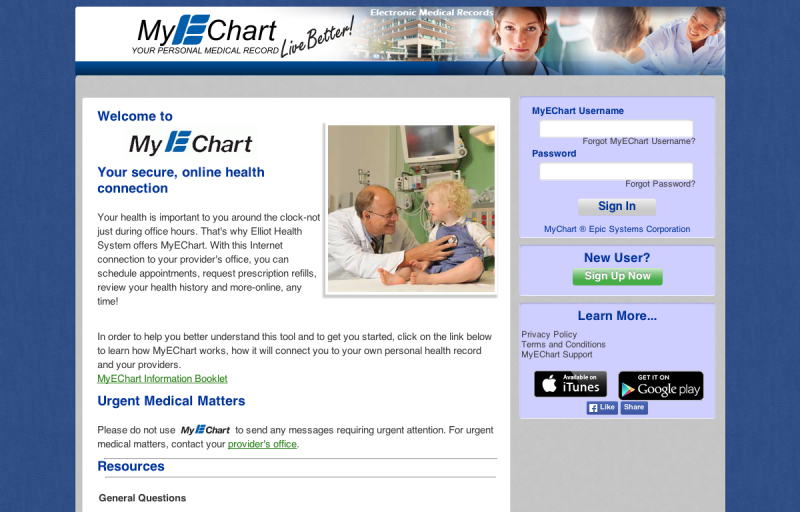 Electronic Medical Records
MyEChart
YOUR PERSONAL MEDICAL RECORD
Live Better!
Welcome to
MyEChart
Your secure, online health
connection
Your health is important to you around the clock-not
just during office hours. That's why Elliot Health
System offers MyEChart. With this Internet
connection to your provider's office, you can
schedule appointments, request prescription refills,
review your health history and more-online, any
time!
In order to help you better understand this tool and to get you started, click on the link below
to learn how MyEChart works, how it will connect you to your own personal health record
and your providers.
MyEChart Information Booklet
Urgent Medical Matters
Please do not use MyEChart to send any messages requiring urgent attention. For urgent
medical matters, contact your provider's office.
Resources
General Questions
MyEChart Username
Forgot MyEChart Username?
Password
Forgot Password?
Sign In
MyChart ® Epic Systems Corporation
New User?
Sign Up Now
Learn More...
Privacy Policy
Terms and Conditions
MyEChart Support
Available on
iTunes
GET IT ON
Google play
Like
Share